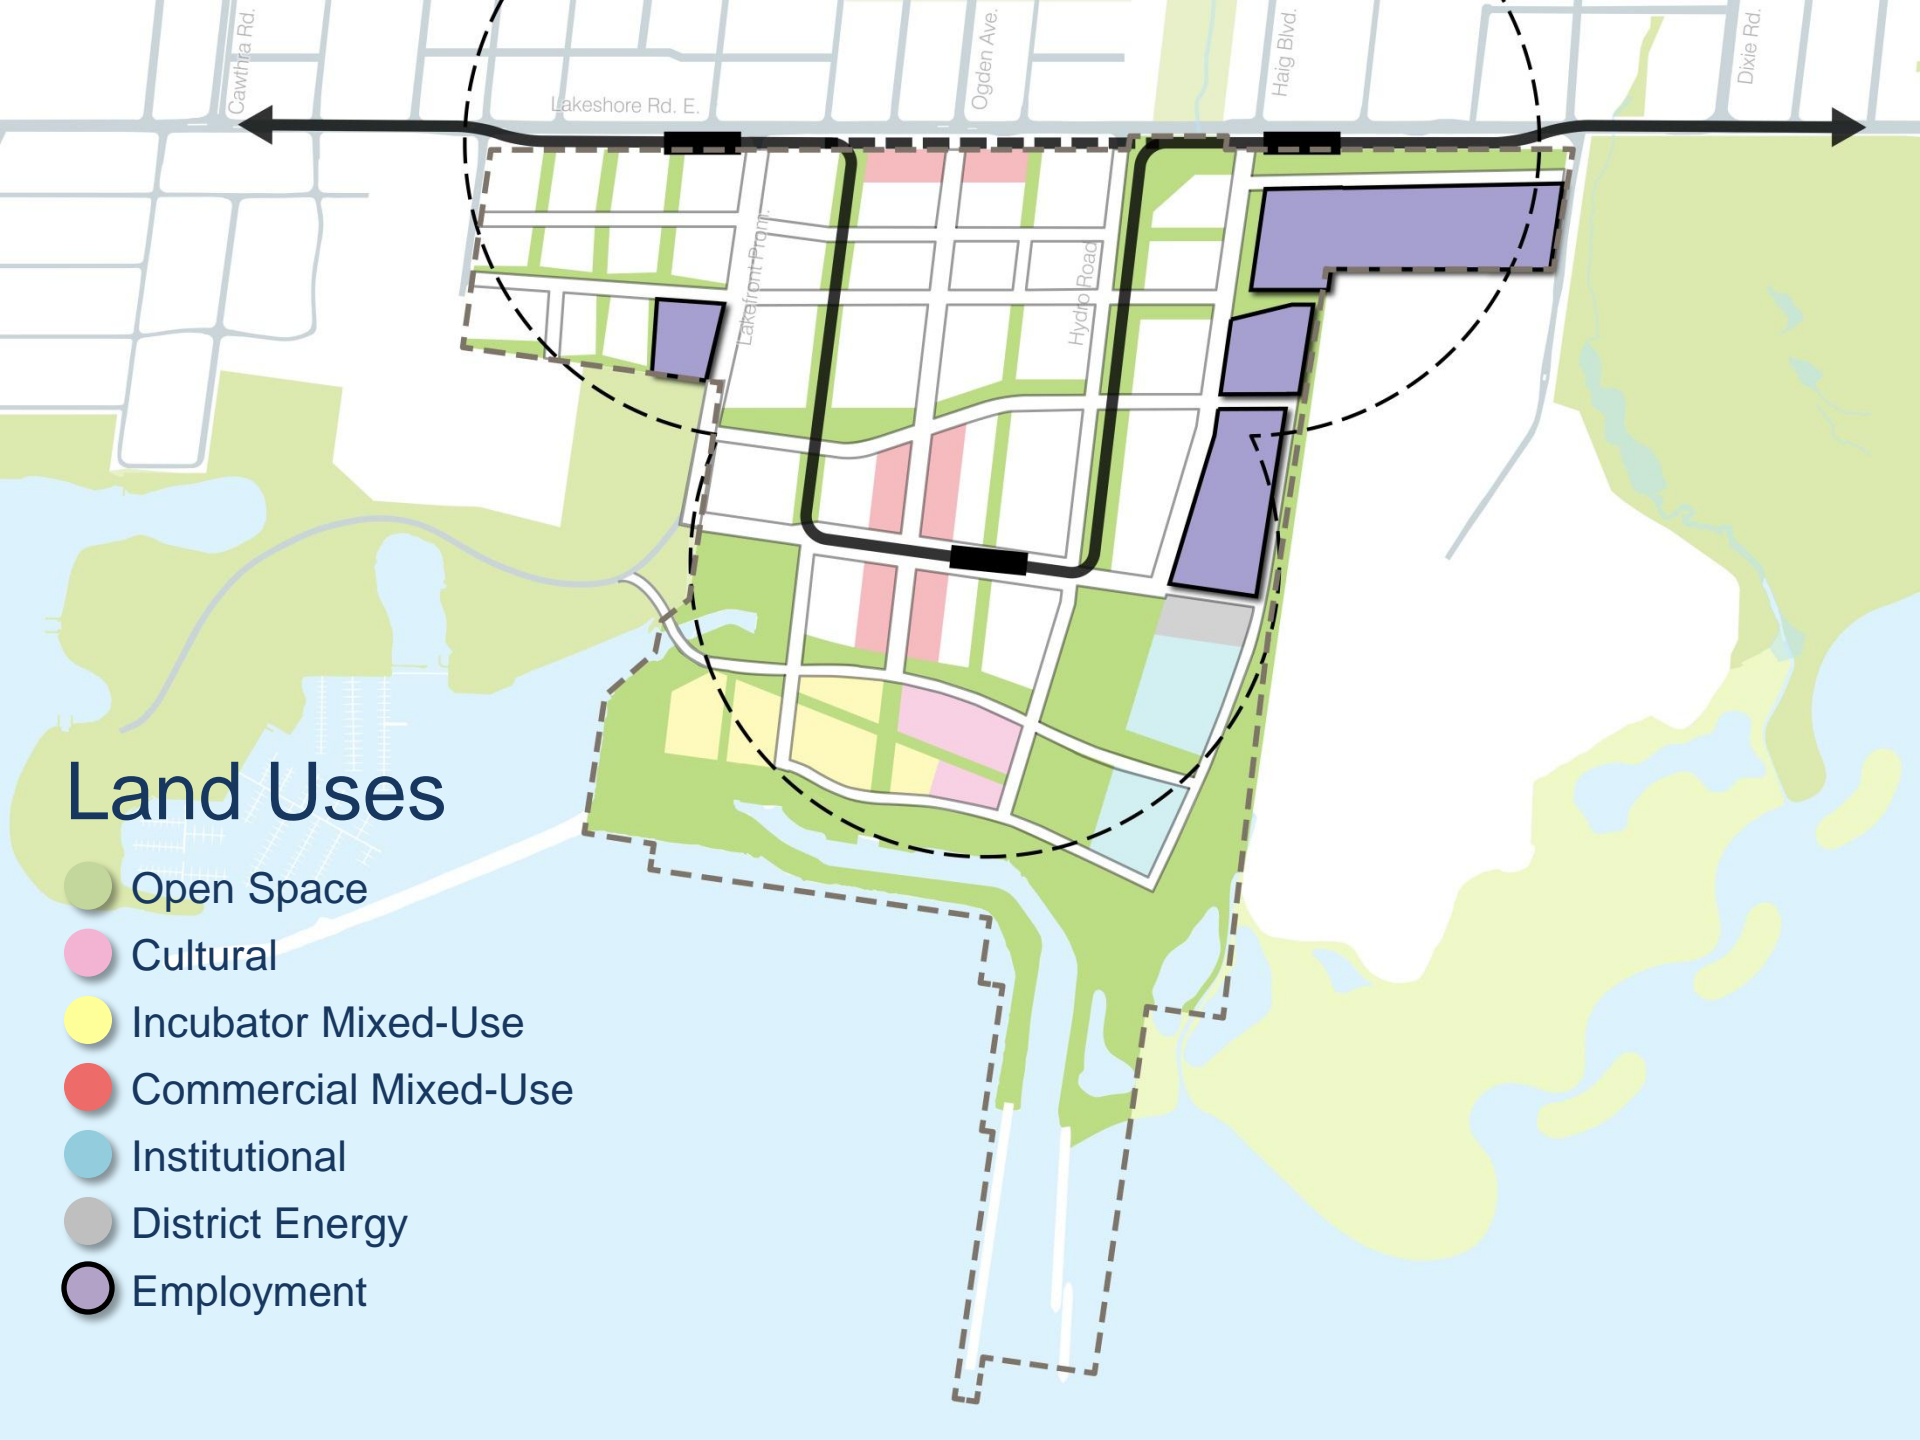 Cawthra Rd.
Lakeshore Rd. E.
Ogden Ave.
Haig Blvd.
Dixie Rd.
Lakefront Prom.
Hydro Road
Land Uses
Open Space
Cultural
Incubator Mixed-Use
Commercial Mixed-Use
Institutional
District Energy
Employment